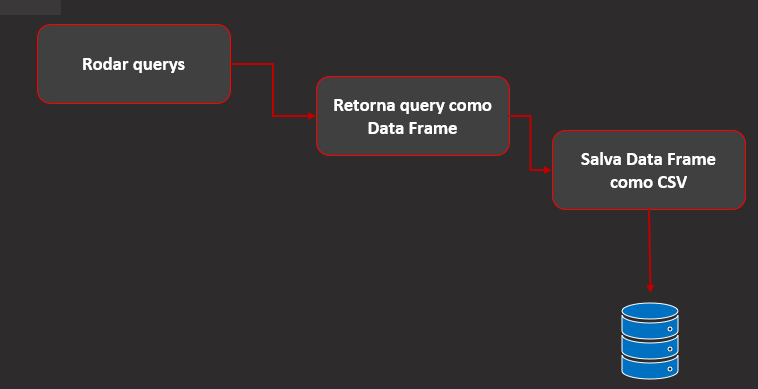 Rodar querys
Retorna query como
Data Frame
Salva Data Frame
como CSV